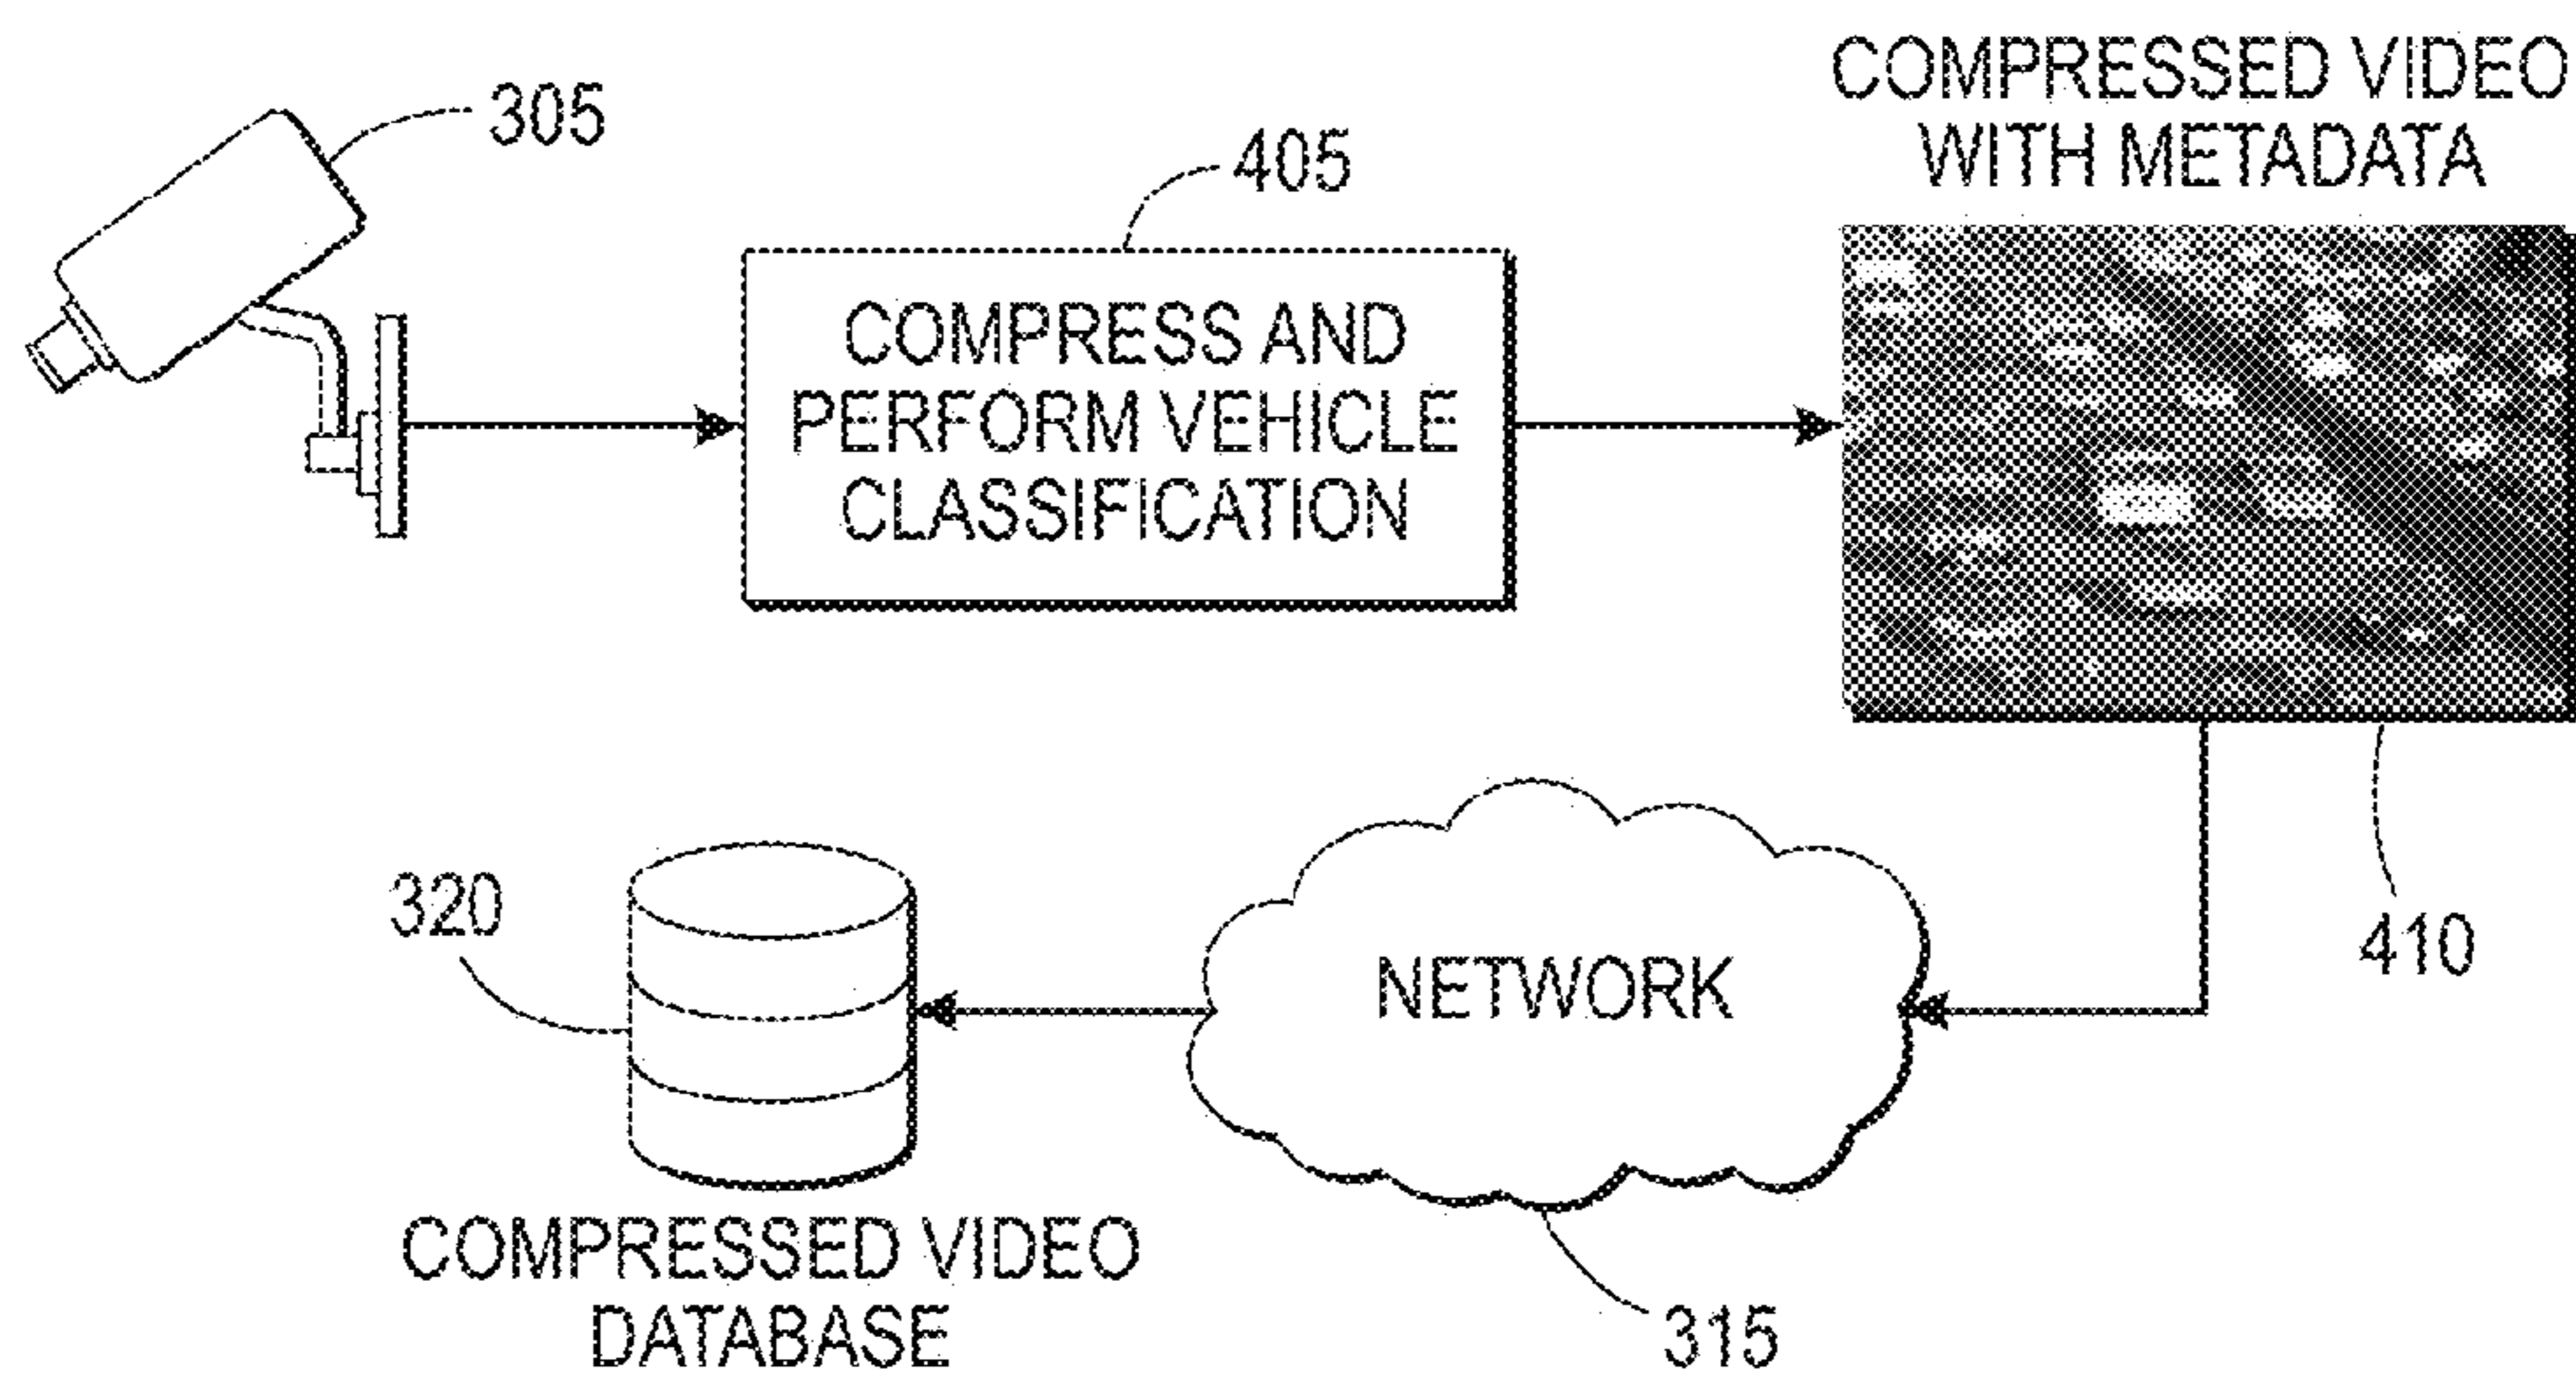 305
405
COMPRESSED VIDEO
WITH METADATA
COMPRESS AND
PERFORM VEHICLE
CLASSIFICATION
410
320
NETWORK
COMPRESSED VIDEO
DATABASE
315